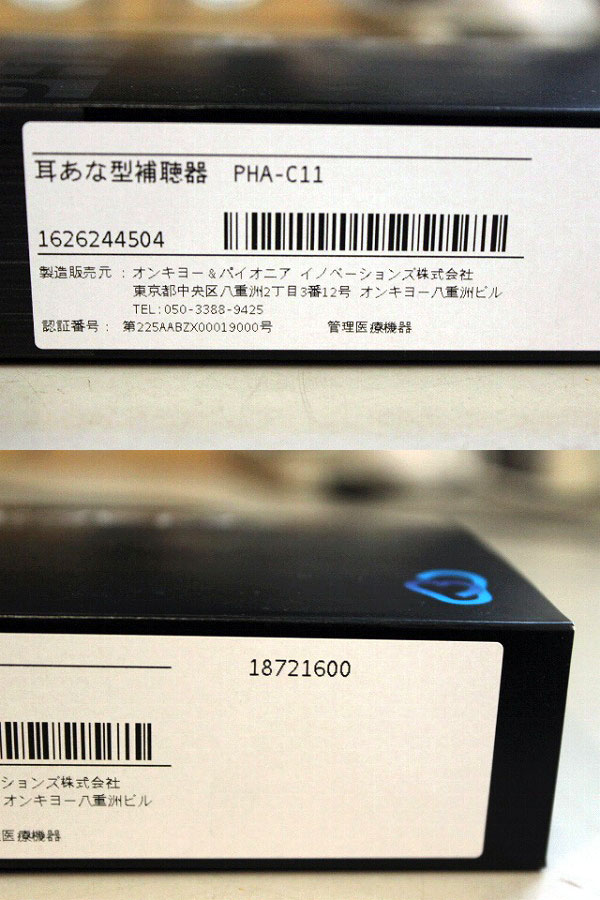 耳あな型補聴器 PHA-C11
1626244504
製造販売元 : オンキヨー&パイオニア イノベーションズ株式会社
東京都中央区八重洲2丁目3番12号 オンキヨー八重洲ビル
TEL:050-3388-9425
認証番号 : 第225AABZX00019000号 管理医療機器
18721600
ションズ株式会社
オンキヨー八重洲ビル
医療機器